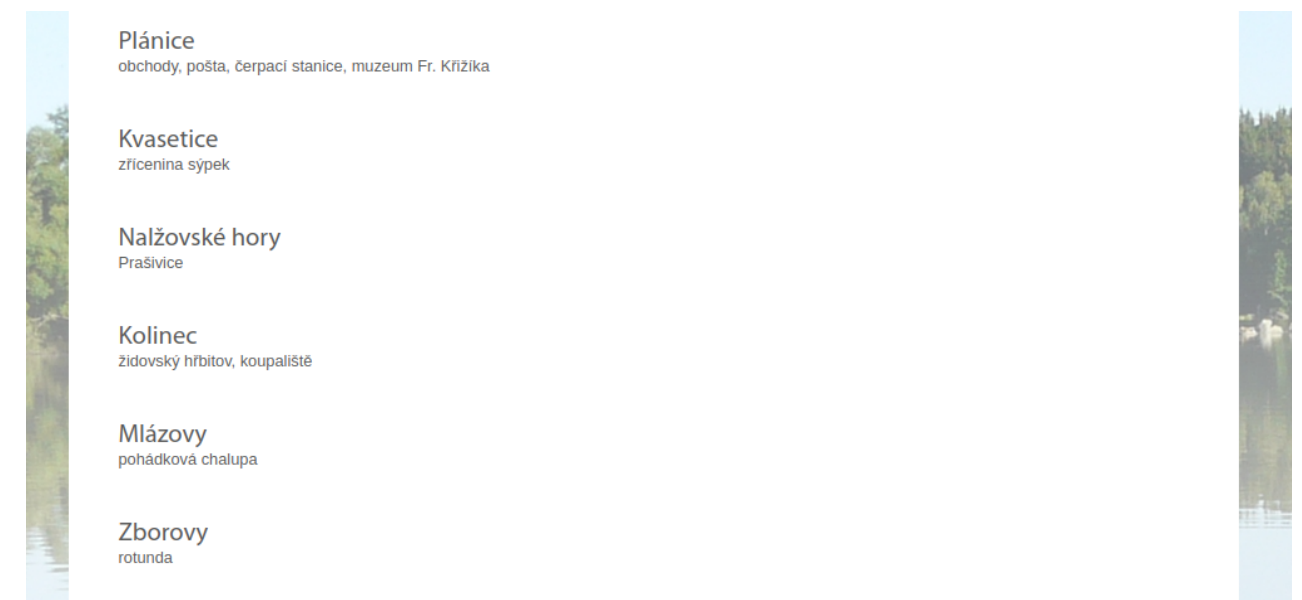 Plánice
obchody, pošta, čerpací stanice, muzeum Fr. Křižíka
Kvasetice
zřícenina sýpek
Nalžovské hory
Prašivice
Kolinec
židovský hřbitov, koupaliště
Mlázovy
pohádková chalupa
Zborovy
rotunda